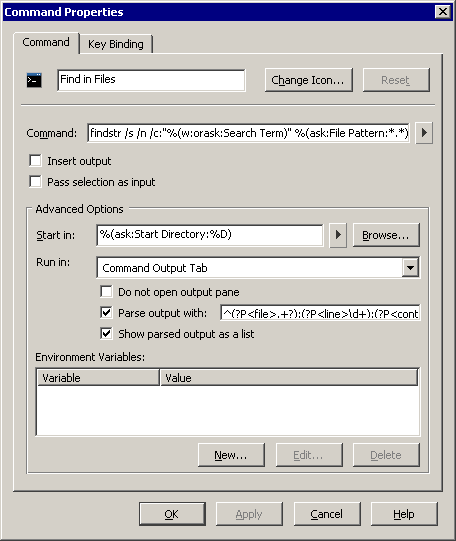 Command Properties
Command Key Binding
Find in Files Change Icon... Reset
Command: findstr /s /n /c:"%(w:orask:Search Term)" %(ask:File Pattern:*.*)
Insert output
Pass selection as input
Advanced Options
Start in: %(ask:Start Directory:%D) Browse...
Run in: Command Output Tab
Do not open output pane
Parse output with: ^(?P<file>.+?):(?P<line>\d+):(?P<cont
Show parsed output as a list
Environment Variables:
Variable Value
New... Edit... Delete
OK Apply Cancel Help